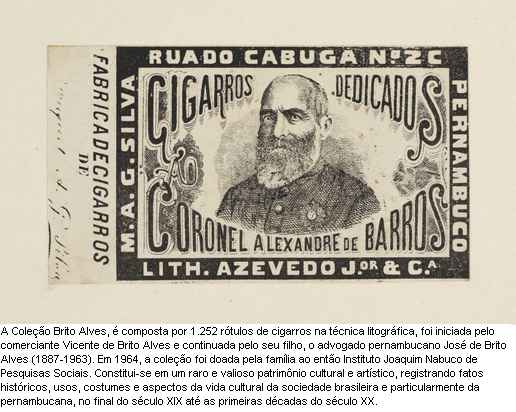 RUA DO CABUGÁ Nº 2 C
FABRICA DE CIGARROS
DE
M. A. G. SILVA
CIGARROS DEDICADOS
AO
CORONEL ALEXANDRE DE BARROS
PERNAMBUCO
LITH. AZEVEDO J.OR & C.A
A Coleção Brito Alves, é composta por 1.252 rótulos de cigarros na técnica litográfica, foi iniciada pelo
comerciante Vicente de Brito Alves e continuada pelo seu filho, o advogado pernambucano José de Brito
Alves (1887-1963). Em 1964, a coleção foi doada pela família ao então Instituto Joaquim Nabuco de
Pesquisas Sociais. Constitui-se em um raro e valioso patrimônio cultural e artístico, registrando fatos
históricos, usos, costumes e aspectos da vida cultural da sociedade brasileira e particularmente da
pernambucana, no final do século XIX até as primeiras décadas do século XX.